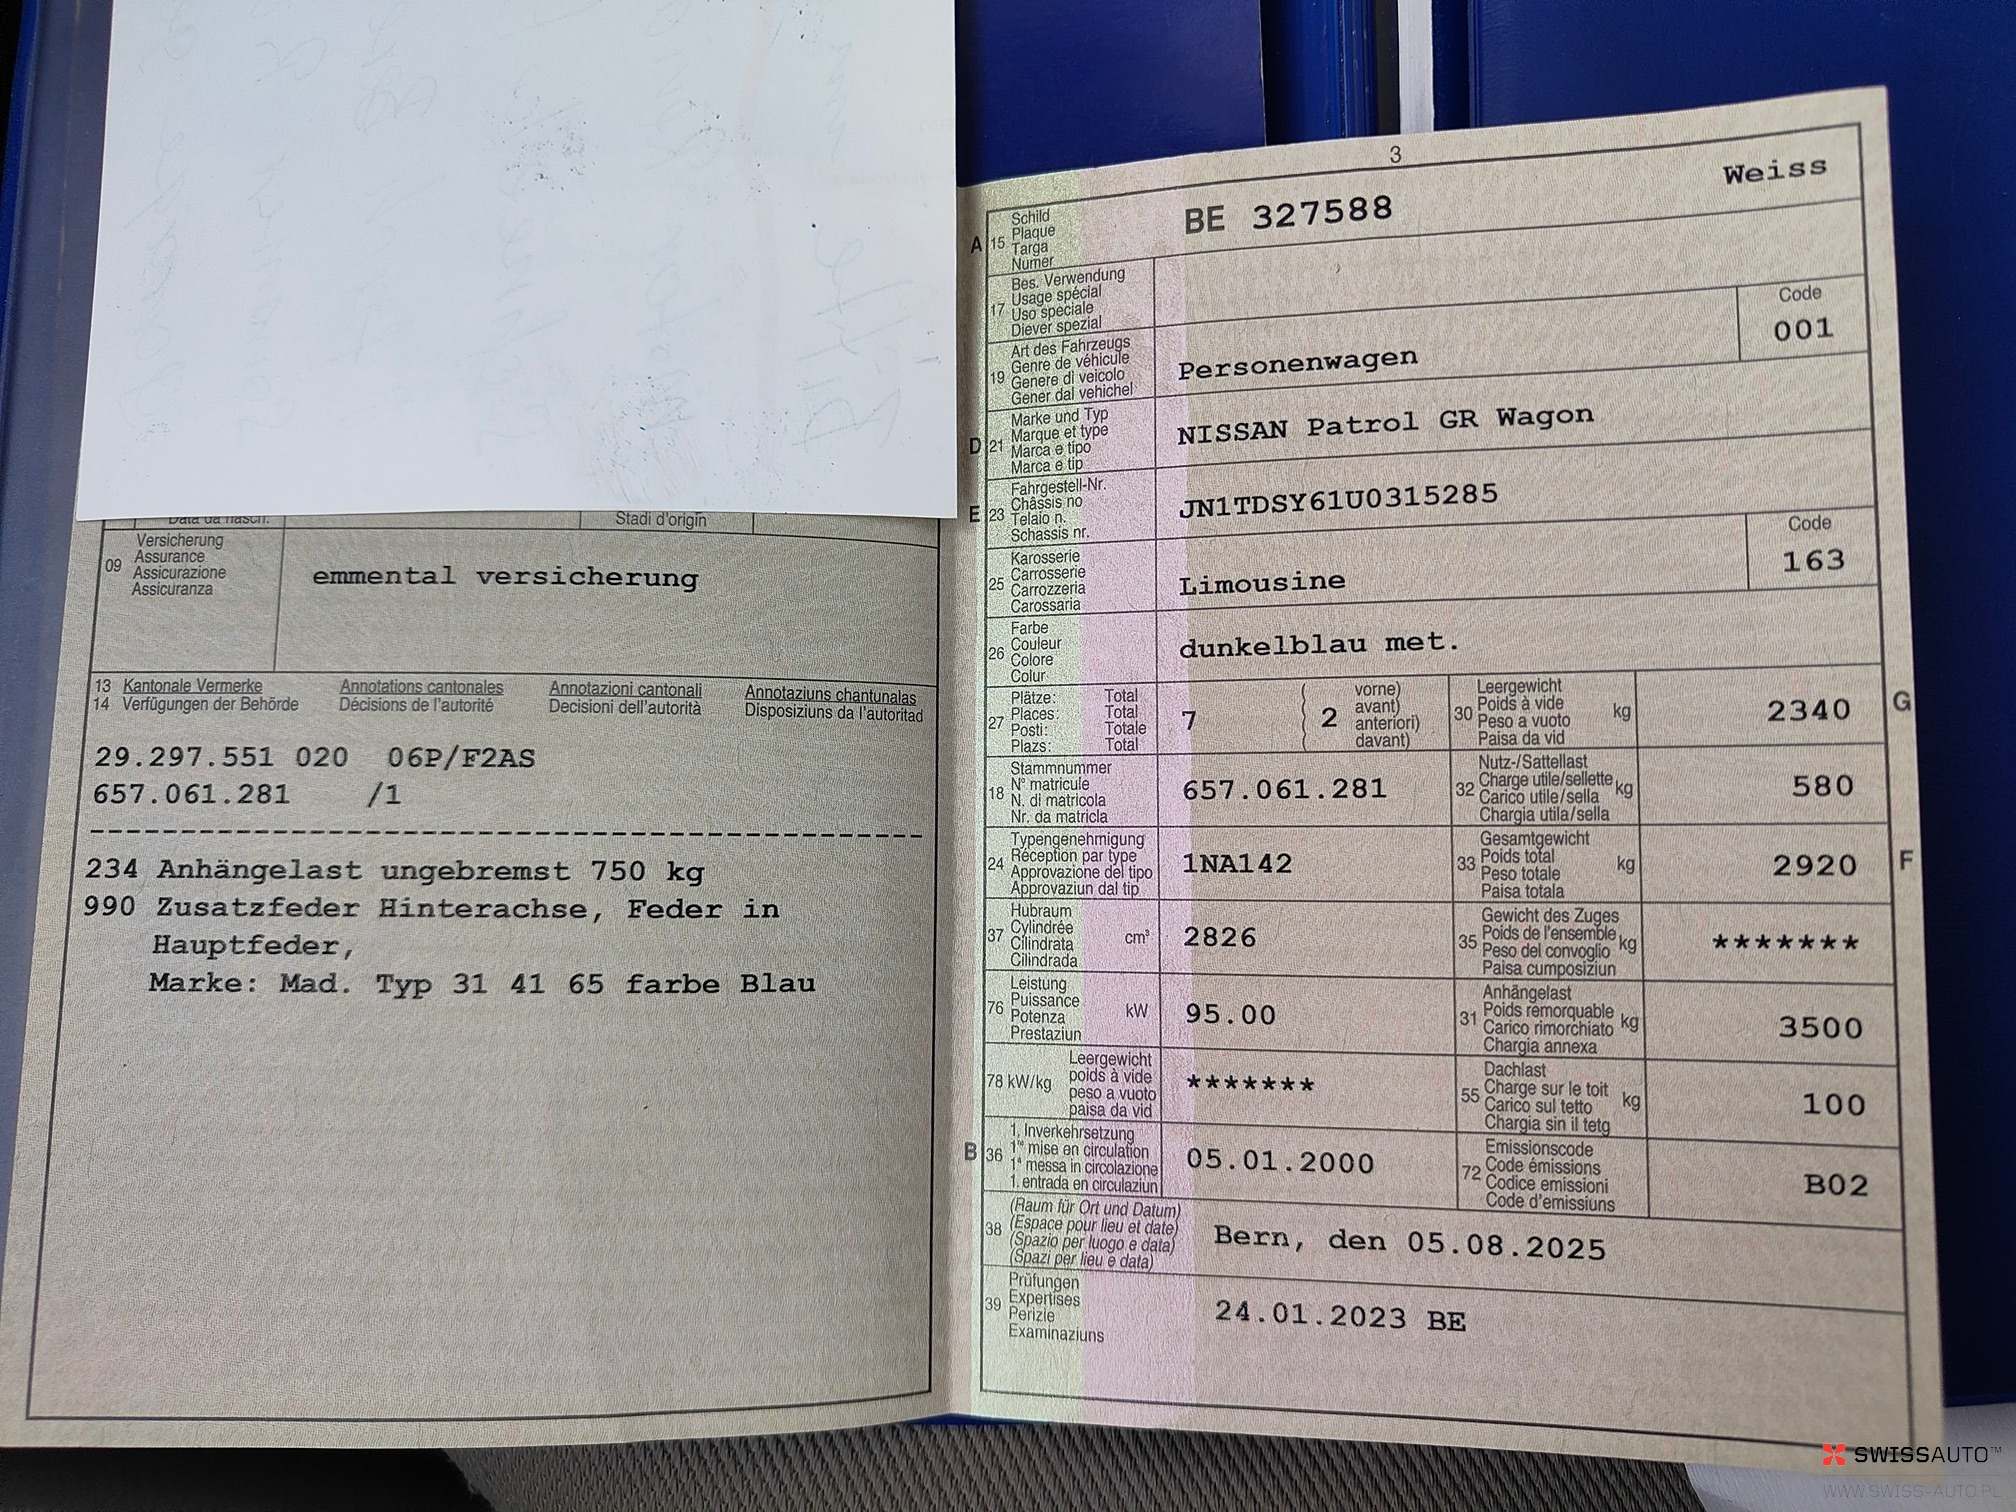 Data da nasch.
Stadi d'origin
09
Versicherung
Assurance
Assicurazione
Assicuranza
emmental versicherung
13 Kantonale Vermerke Annotations cantonales Annotazioni cantonali Annotaziuns chantunalas
14 Verfügungen der Behörde Décisions de l'autorité Decisioni dell'autorità Disposiziuns da l'autoritad
29.297.551 020 06P/F2AS
657.061.281 /1
234 Anhängelast ungebremst 750 kg
990 Zusatzfeder Hinterachse, Feder in
Hauptfeder,
Marke: Mad. Typ 31 41 65 farbe Blau
3
A 15
Schild
Plaque
Targa
Numer
BE 327588
Weiss
17
Bes. Verwendung
Usage spécial
Uso speciale
Diever spezial
19
Art des Fahrzeugs
Genre de véhicule
Genere di veicolo
Gener dal vehichel
Personenwagen
Code
001
D 21
Marke und Typ
Marque et type
Marca e tipo
Marca e tip
NISSAN Patrol GR Wagon
E 23
Fahrgestell-Nr.
Châssis no
Telaio n.
Schassis nr.
JN1TDSY61U0315285
25
Karosserie
Carrosserie
Carrozzeria
Carossaria
Limousine
Code
163
26
Farbe
Couleur
Colore
Colur
dunkelblau met.
27
Plätze: Total
Places: Total
Posti: Totale
Plazs: Total
7
2
vorne)
avant)
anteriori)
davant)
30
Leergewicht
Poids à vide
Peso a vuoto
Paisa da vid
kg
2340
G
18
Stammnummer
N° matricule
N. di matricola
Nr. da matricla
657.061.281
32
Nutz-/Sattellast
Charge utile/sellette
Carico utile/sella
Chargia utila/sella
kg
580
24
Typengenehmigung
Réception par type
Approvazione del tipo
Approvaziun dal tip
1NA142
33
Gesamtgewicht
Poids total
Peso totale
Paisa totala
kg
2920
F
37
Hubraum
Cylindrée
Cilindrata
Cilindrada
cm³
2826
35
Gewicht des Zuges
Poids de l'ensemble
Peso del convoglio
Paisa cumposiziun
kg
*******
76
Leistung
Puissance
Potenza
Prestaziun
kW
95.00
31
Anhängelast
Poids remorquable
Carico rimorchiato
Chargia annexa
kg
3500
78 kW/kg
Leergewicht
poids à vide
peso a vuoto
paisa da vid
*******
55
Dachlast
Charge sur le toit
Carico sul tetto
Chargia sin il tetg
kg
100
B 36
1. Inverkehrsetzung
1re mise en circulation
1a messa in circolazione
1. entrada en circulaziun
05.01.2000
72
Emissionscode
Code émissions
Codice emissioni
Code d'emissiuns
B02
38
(Raum für Ort und Datum)
(Espace pour lieu et date)
(Spazio per luogo e data)
(Spazi per lieu e data)
Bern, den 05.08.2025
39
Prüfungen
Expertises
Perizie
Examinaziuns
24.01.2023 BE
SWISSAUTO™
WWW.SWISS-AUTO.PL